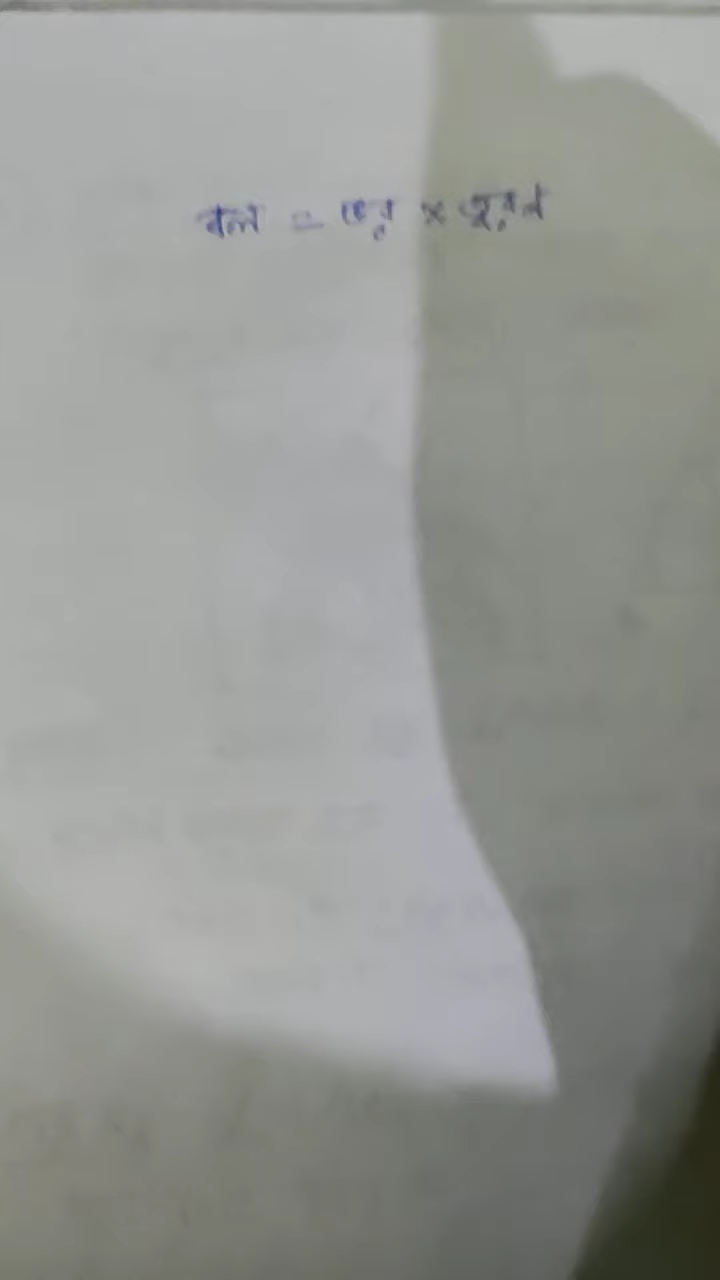 বল = ভর × ত্বরণ